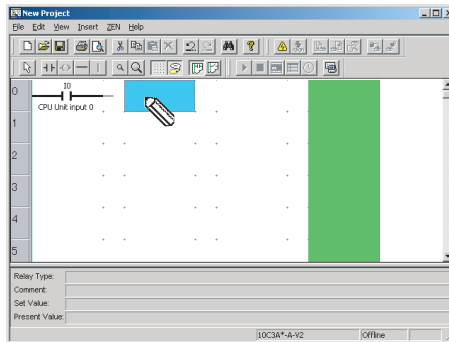 New Project
File Edit View Insert ZEN Help
0
I0
CPU Unit input 0
1
2
3
4
5
Relay Type:
Comment:
Set Value:
Present Value:
10C3A*-A-V2 Offline